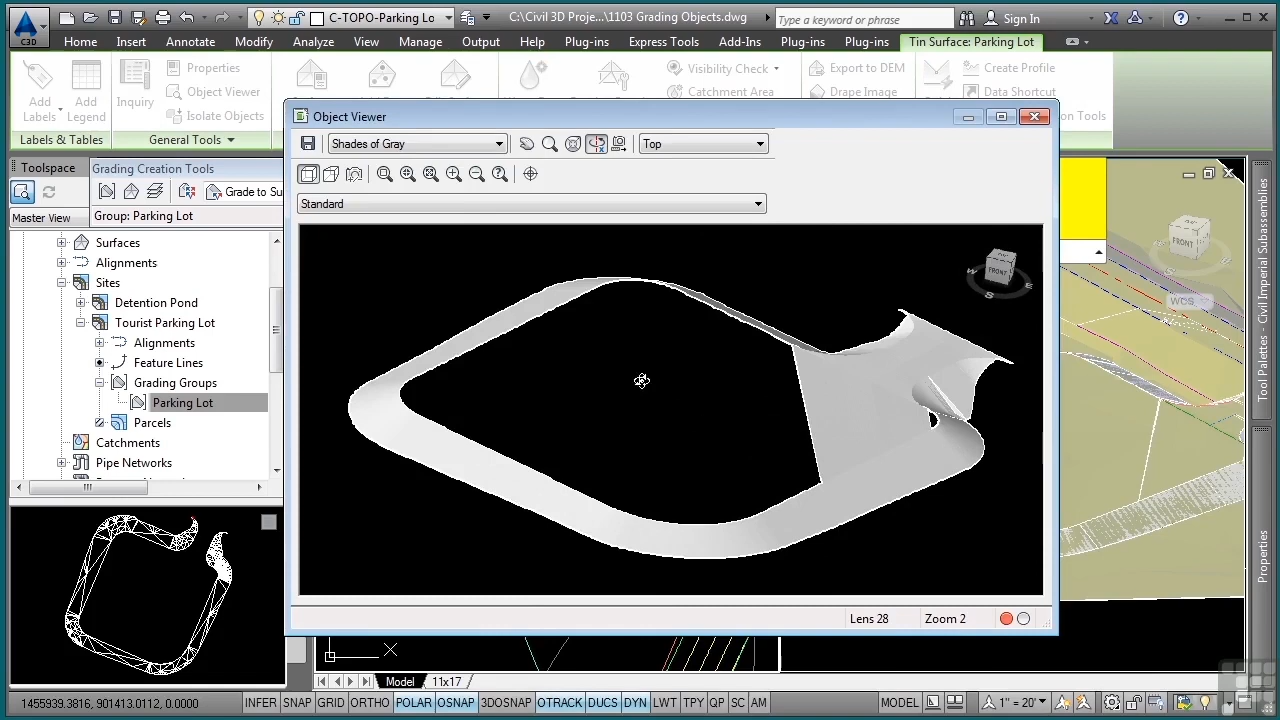 C-TOPO-Parking Lo
C:\Civil 3D Proje...\1103 Grading Objects.dwg
Type a keyword or phrase
Sign In
C3D
Home Insert Annotate Modify Analyze View Manage Output Help Plug-ins Express Tools Add-Ins Plug-ins Plug-ins Tin Surface: Parking Lot
Add Labels
Add Legend
Inquiry
Properties
Object Viewer
Isolate Objects
Visibility Check
Catchment Area
Export to DEM
Drape Image
Create Profile
Data Shortcut
on Tools
Labels & Tables
General Tools
Object Viewer
Shades of Gray
Top
Standard
Toolspace
Grading Creation Tools
Grade to Su
Master View
Group: Parking Lot
Surfaces
Alignments
Sites
Detention Pond
Tourist Parking Lot
Alignments
Feature Lines
Grading Groups
Parking Lot
Parcels
Catchments
Pipe Networks
FRONT
W
S
E
FRONT
S
WCS
Tool Palettes - Civil Imperial Subassemblies
Properties
Lens 28
Zoom 2
Model
11x17
1455939.3816, 901413.0112, 0.0000
INFER SNAP GRID ORTHO POLAR OSNAP 3DOSNAP OTRACK DUCS DYN LWT TPY QP SC AM
MODEL
1" = 20'